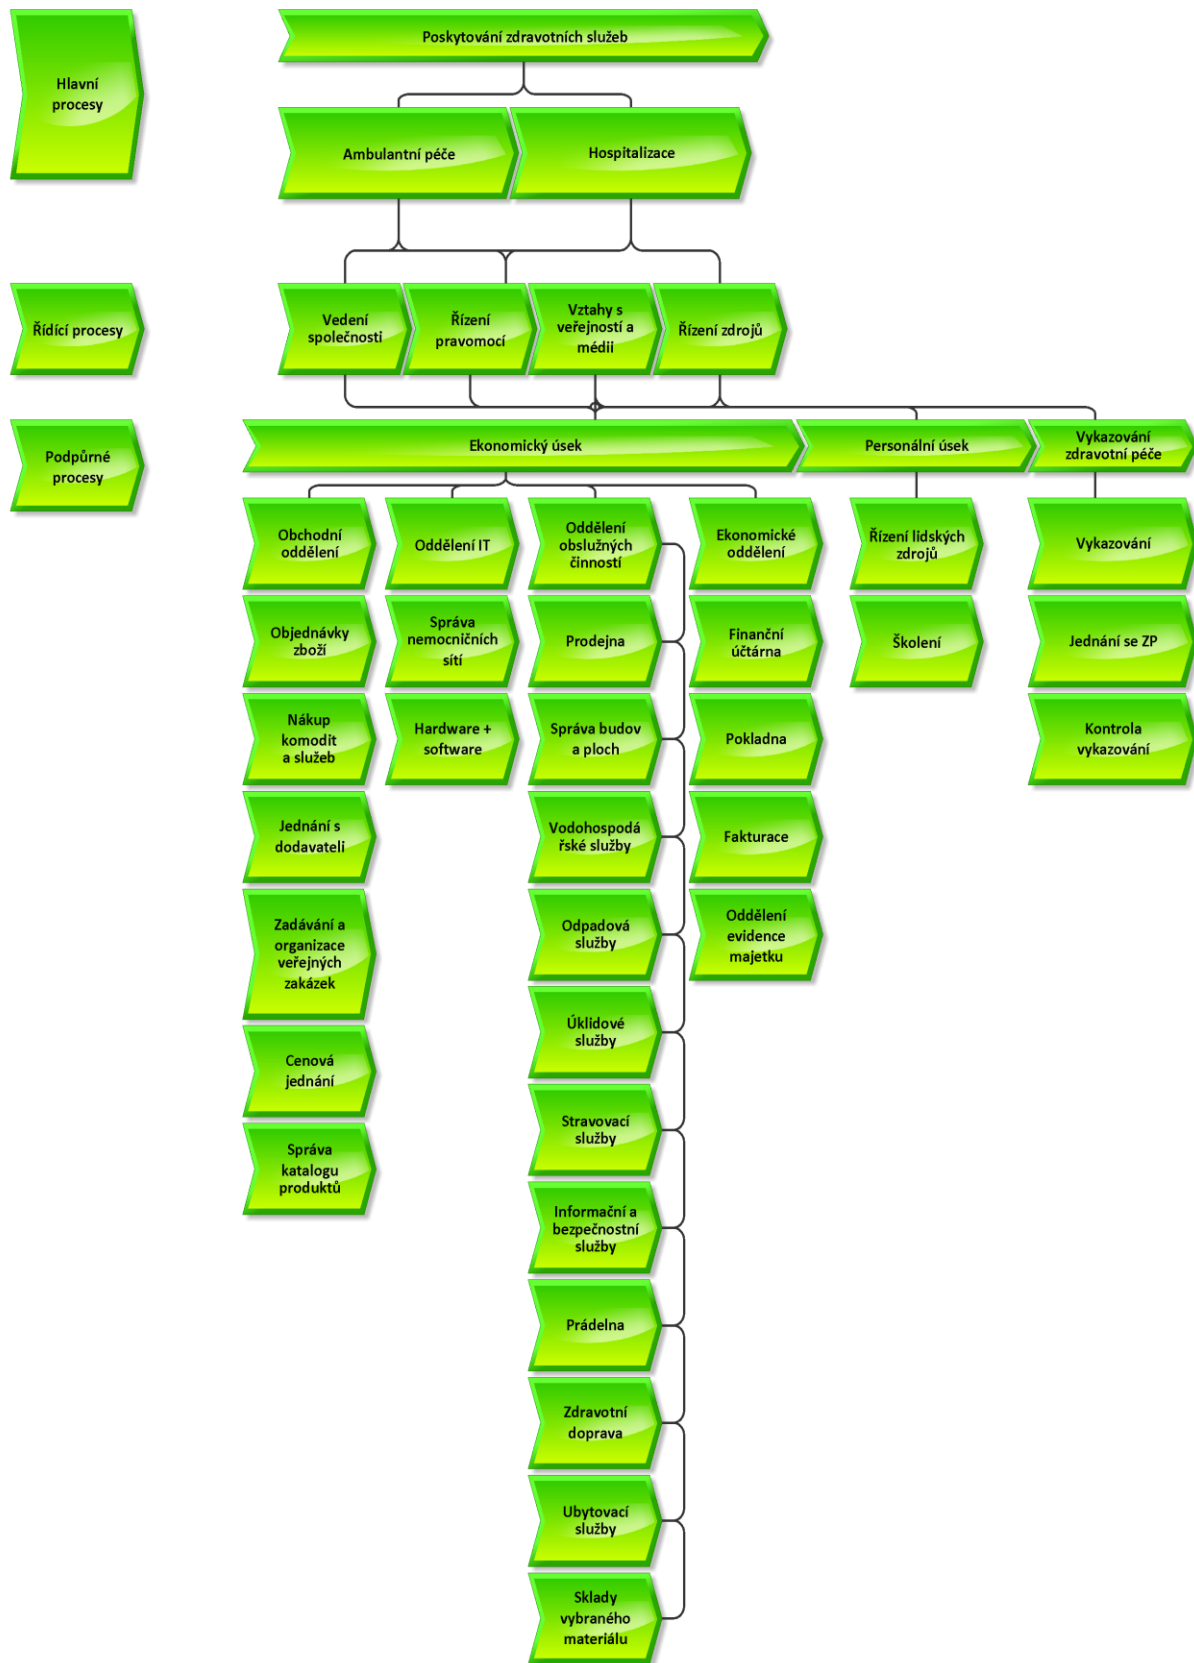 Hlavní
procesy
Poskytování zdravotních služeb
Ambulantní péče
Hospitalizace
Řídící procesy
Vedení
společnosti
Řízení
pravomocí
Vztahy s
veřejností a
médii
Řízení zdrojů
Podpůrné
procesy
Ekonomický úsek
Personální úsek
Vykazování
zdravotní péče
Obchodní
oddělení
Objednávky
zboží
Nákup
komodit
a služeb
Jednání s
dodavateli
Zadávání a
organizace
veřejných
zakázek
Cenová
jednání
Správa
katalogu
produktů
Oddělení IT
Správa
nemocničních
sítí
Hardware +
software
Oddělení
obslužných
činností
Prodejna
Správa budov
a ploch
Vodohospodá
řské služby
Odpadová
služby
Úklidové
služby
Stravovací
služby
Informační a
bezpečnostní
služby
Prádelna
Zdravotní
doprava
Ubytovací
služby
Sklady
vybraného
materiálu
Ekonomické
oddělení
Finanční
účtárna
Pokladna
Fakturace
Oddělení
evidence
majetku
Řízení lidských
zdrojů
Školení
Vykazování
Jednání se ZP
Kontrola
vykazování